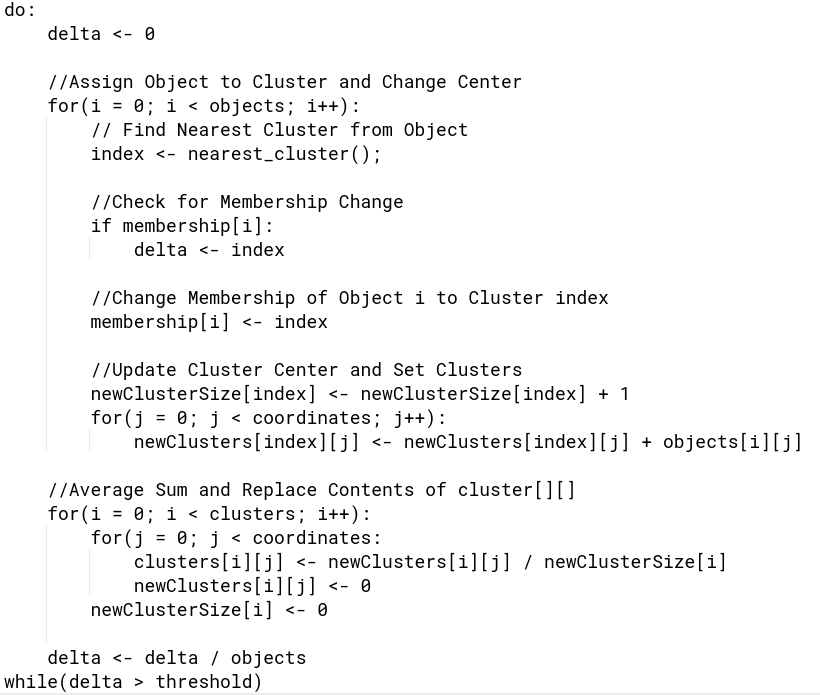 do:
    delta <- 0

    //Assign Object to Cluster and Change Center
    for(i = 0; i < objects; i++):
        // Find Nearest Cluster from Object
        index <- nearest_cluster();

        //Check for Membership Change
        if membership[i]:
            delta <- index

        //Change Membership of Object i to Cluster index
        membership[i] <- index

        //Update Cluster Center and Set Clusters
        newClusterSize[index] <- newClusterSize[index] + 1
        for(j = 0; j < coordinates; j++):
            newClusters[index][j] <- newClusters[index][j] + objects[i][j]

    //Average Sum and Replace Contents of cluster[][]
    for(i = 0; i < clusters; i++):
        for(j = 0; j < coordinates:
            clusters[i][j] <- newClusters[i][j] / newClusterSize[i]
            newClusters[i][j] <- 0
        newClusterSize[i] <- 0

    delta <- delta / objects
while(delta > threshold)